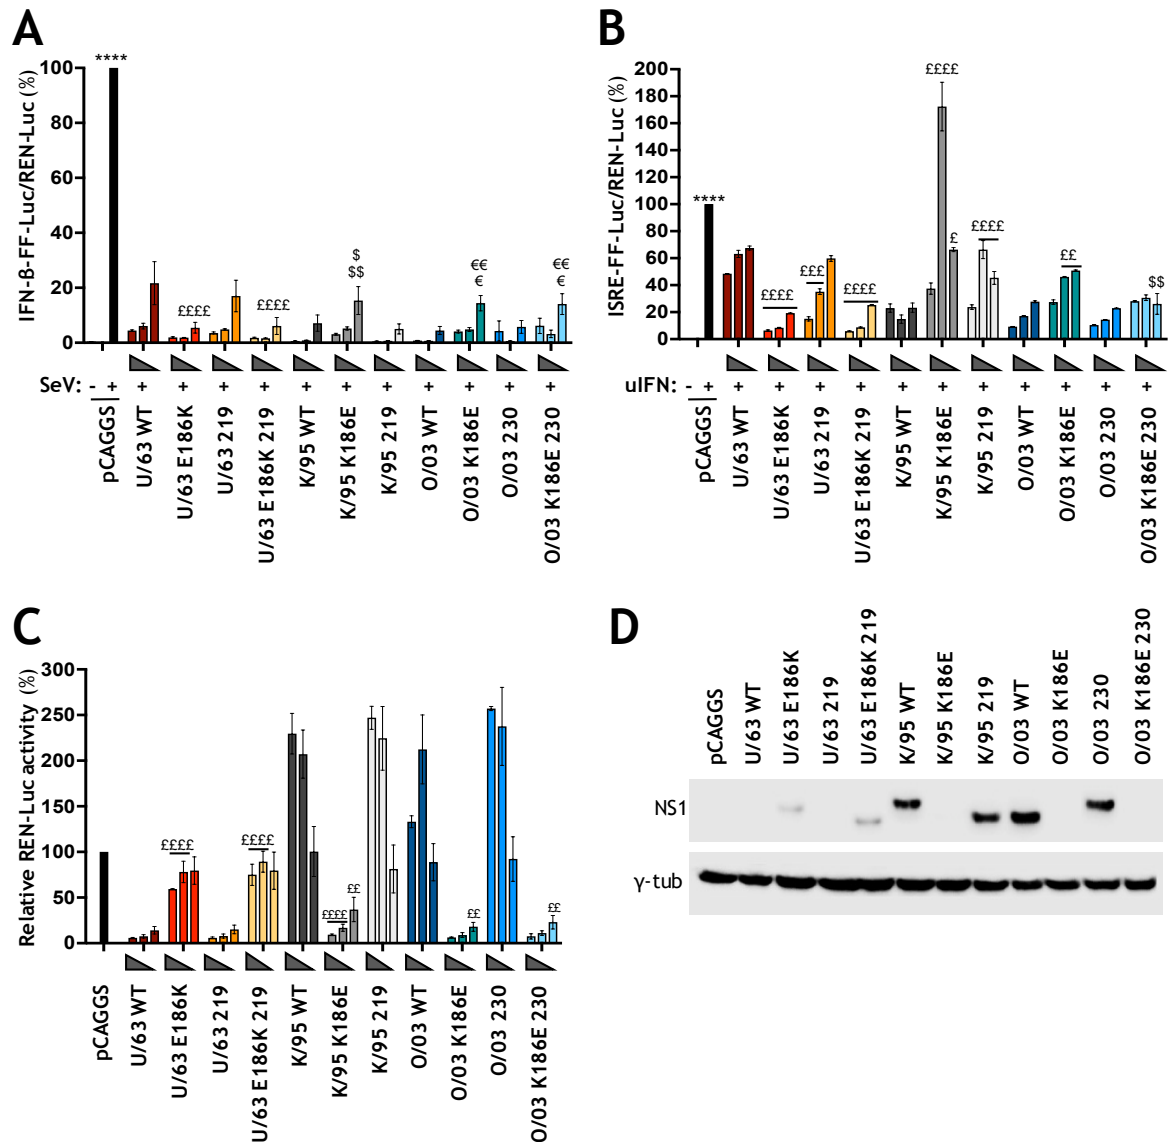 A
IFN-β-FF-Luc/REN-Luc (%)
100
80
60
40
20
0
****
££££
££££
$
$$
€€
€
€€
€
SeV:
- + + + + + + + + + + + +
pCAGGS
U/63 WT
U/63 E186K
U/63 219
U/63 E186K 219
K/95 WT
K/95 K186E
K/95 219
O/03 WT
O/03 K186E
O/03 230
O/03 K186E 230
B
ISRE-FF-Luc/REN-Luc (%)
200
180
160
140
120
100
80
60
40
20
0
****
££££
£££
££££
££££
£
££££
££
$$
uIFN:
- + + + + + + + + + + + +
pCAGGS
U/63 WT
U/63 E186K
U/63 219
U/63 E186K 219
K/95 WT
K/95 K186E
K/95 219
O/03 WT
O/03 K186E
O/03 230
O/03 K186E 230
C
Relative REN-Luc activity (%)
300
250
200
150
100
50
0
££££
££££
££££
££
££
££
pCAGGS
U/63 WT
U/63 E186K
U/63 219
U/63 E186K 219
K/95 WT
K/95 K186E
K/95 219
O/03 WT
O/03 K186E
O/03 230
O/03 K186E 230
D
pCAGGS
U/63 WT
U/63 E186K
U/63 219
U/63 E186K 219
K/95 WT
K/95 K186E
K/95 219
O/03 WT
O/03 K186E
O/03 230
O/03 K186E 230
NS1
γ-tub